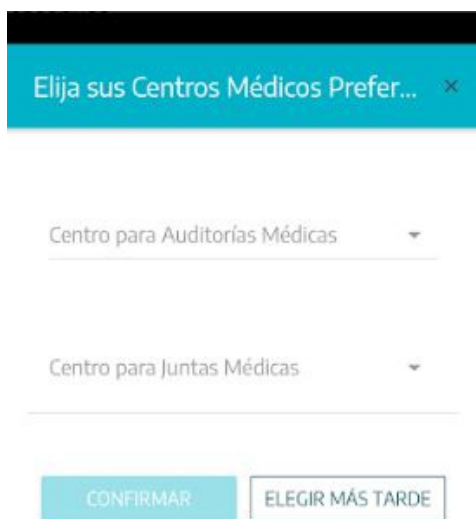 Elija sus Centros Médicos Prefer... ×
Centro para Auditorías Médicas
Centro para Juntas Médicas
CONFIRMAR ELEGIR MÁS TARDE